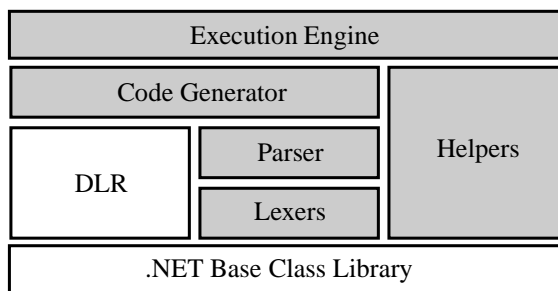 Execution Engine
Code Generator
Helpers
DLR
Parser
Lexers
.NET Base Class Library